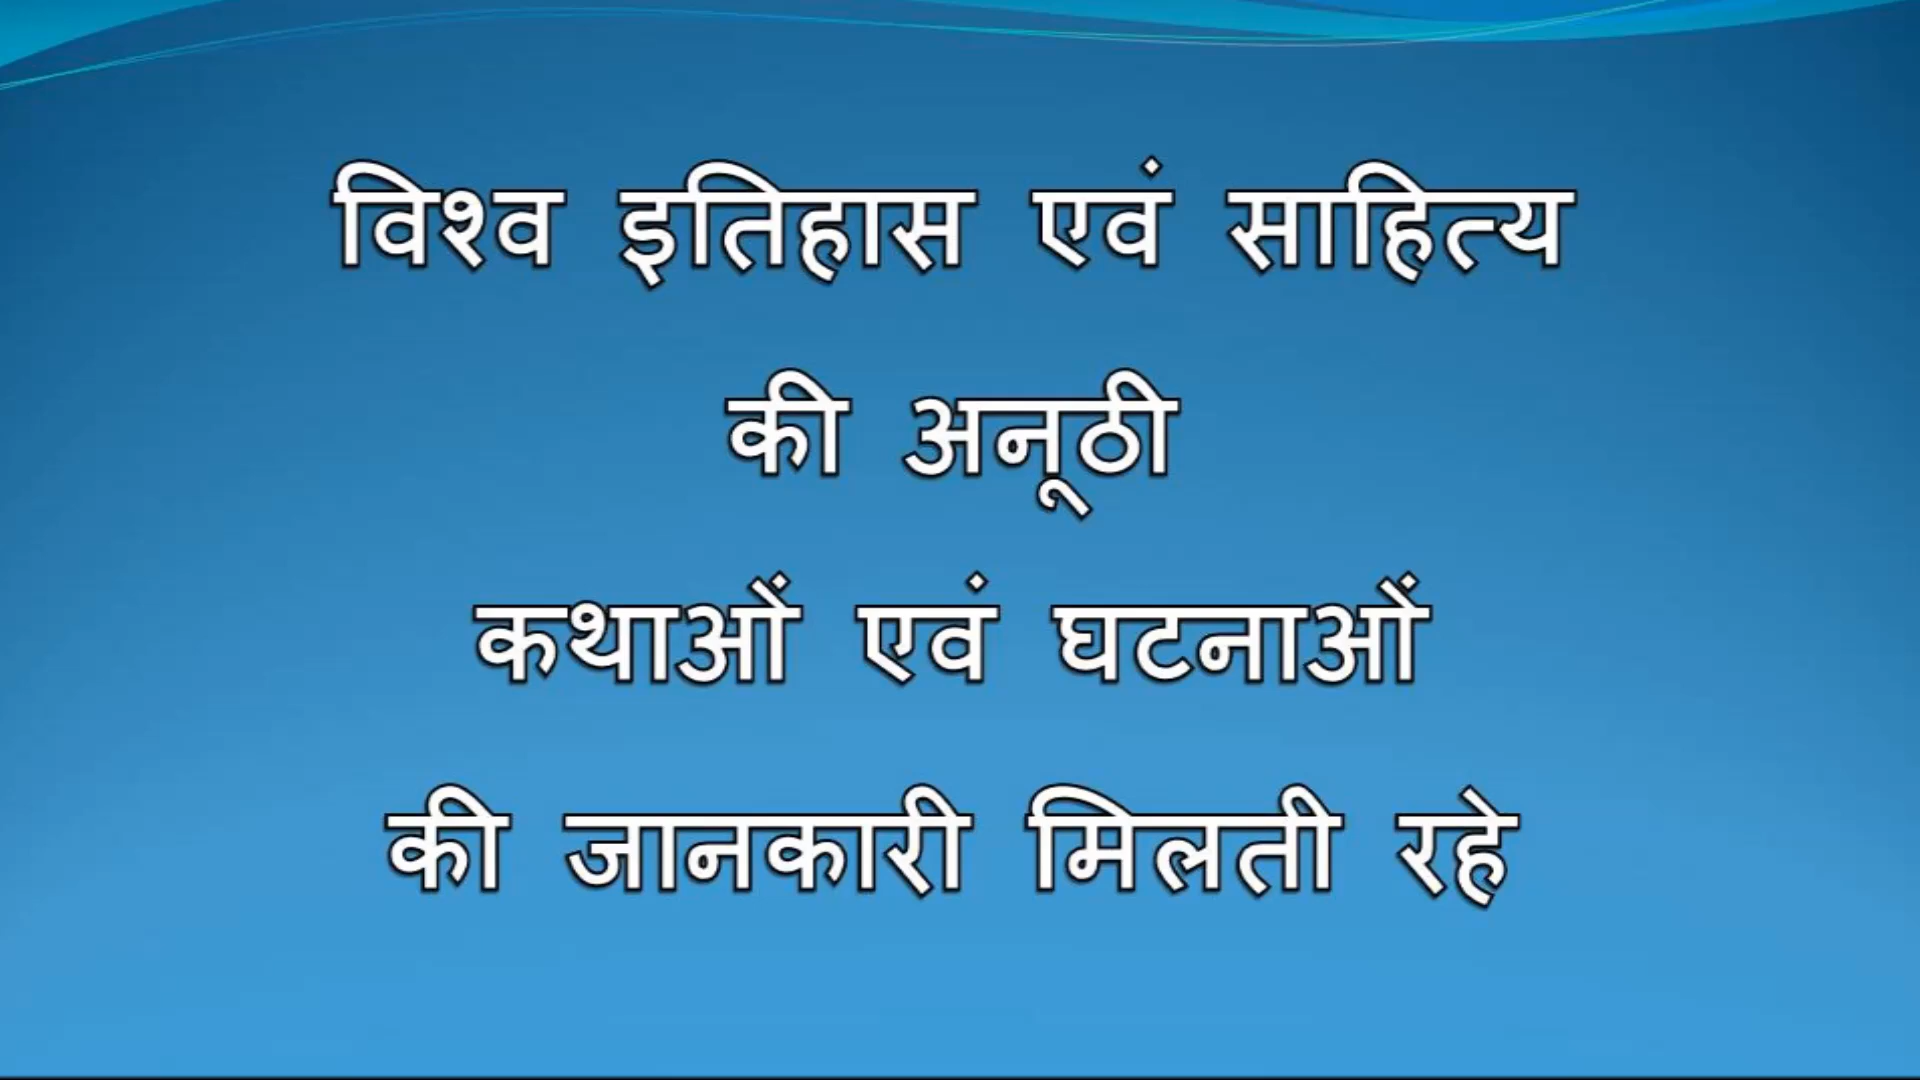 विश्व इतिहास एवं साहित्य
की अनूठी
कथाओं एवं घटनाओं
की जानकारी मिलती रहे